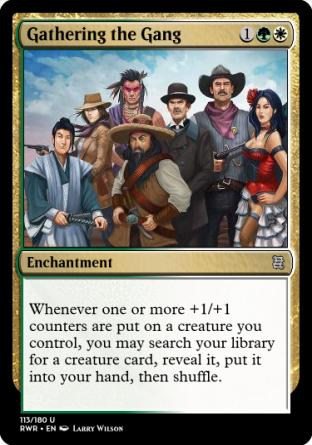 Gathering the Gang 1
Enchantment
Whenever one or more +1/+1
counters are put on a creature you
control, you may search your library
for a creature card, reveal it, put it
into your hand, then shuffle.
113/180 U
RWR • EN Larry Wilson